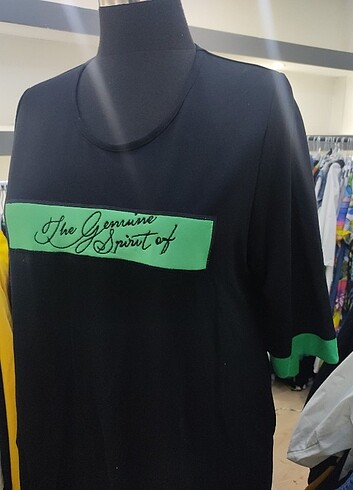 The Genuine
Spirit of